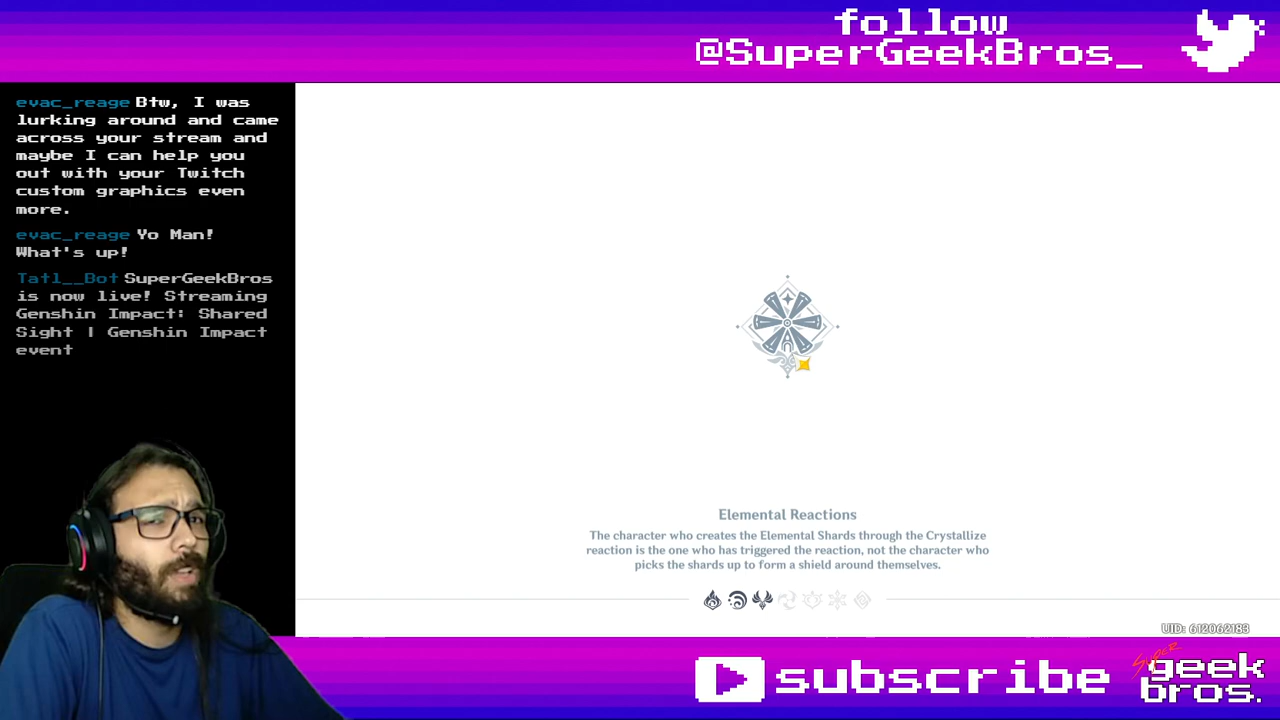 follow
@SuperGeekBros_
evac_reage Btw, I was
lurking around and came
across your stream and
maybe I can help you
out with your Twitch
custom graphics even
more.
evac_reage Yo Man!
What's up!
Tatl__Bot SuperGeekBros
is now live! Streaming
Genshin Impact: Shared
Sight | Genshin Impact
event
Elemental Reactions
The character who creates the Elemental Shards through the Crystallize
reaction is the one who has triggered the reaction, not the character who
picks the shards up to form a shield around themselves.
UID: 612062183
subscribe
SUPER
geek
bros.